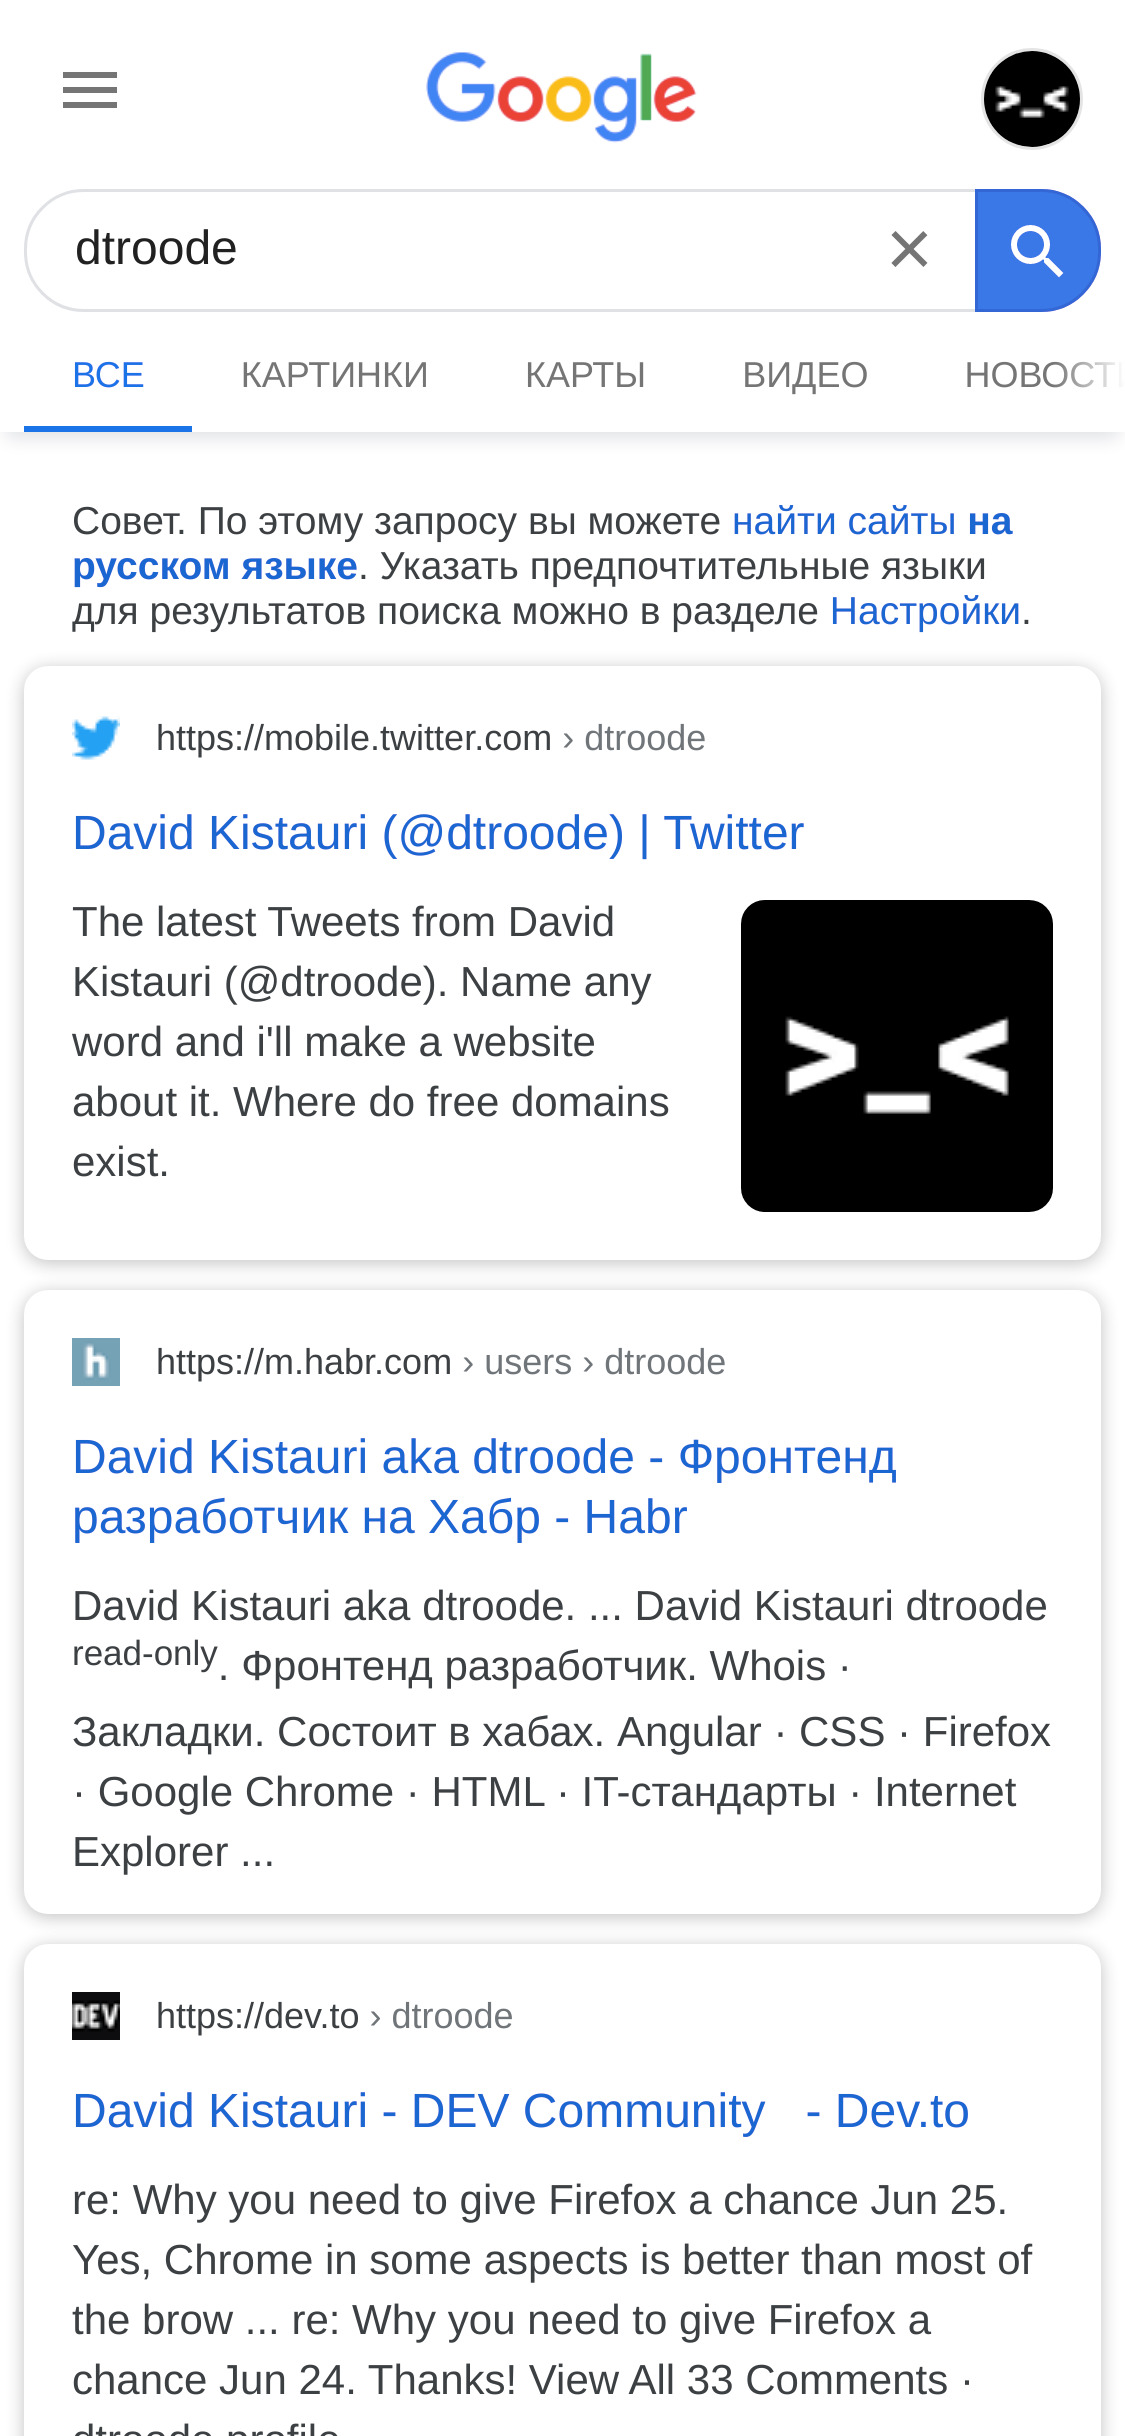 Google
>_<
dtroode
ВСЕ КАРТИНКИ КАРТЫ ВИДЕО НОВОСТ
Совет. По этому запросу вы можете найти сайты на
русском языке. Указать предпочтительные языки
для результатов поиска можно в разделе Настройки.
https://mobile.twitter.com › dtroode
David Kistauri (@dtroode) | Twitter
The latest Tweets from David
Kistauri (@dtroode). Name any
word and i'll make a website
about it. Where do free domains
exist.
>_<
h
https://m.habr.com › users › dtroode
David Kistauri aka dtroode - Фронтенд
разработчик на Хабр - Habr
David Kistauri aka dtroode. ... David Kistauri dtroode
read-only. Фронтенд разработчик. Whois ·
Закладки. Состоит в хабах. Angular · CSS · Firefox
· Google Chrome · HTML · IT-стандарты · Internet
Explorer ...
DEV
https://dev.to › dtroode
David Kistauri - DEV Community - Dev.to
re: Why you need to give Firefox a chance Jun 25.
Yes, Chrome in some aspects is better than most of
the brow ... re: Why you need to give Firefox a
chance Jun 24. Thanks! View All 33 Comments ·
dtroode profile